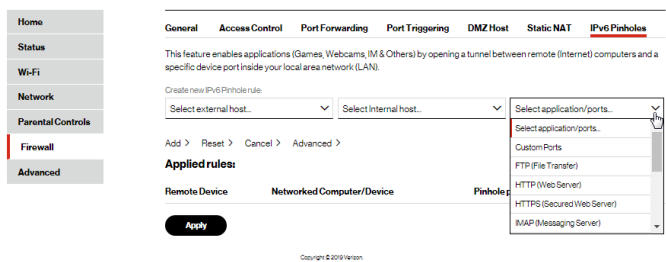 Home
General Access Control Port Forwarding Port Triggering DMZ Host Static NAT IPv6 Pinholes
Status
This feature enables applications (Games, Webcams, IM & Others) by opening a tunnel between remote (Internet) computers and a
specific device port inside your local area network (LAN).
Wi-Fi
Network
Create new IPv6 Pinhole rule:
Select external host... Select Internal host... Select application/ports...
Parental Controls
Select application/ports...
Firewall
Add > Reset > Cancel > Advanced >
Custom Ports
Applied rules:
FTP (File Transfer)
Advanced
HTTP (Web Server)
Remote Device Networked Computer/Device Pinhole p
HTTPS (Secured Web Server)
IMAP (Messaging Server)
Apply
Copyright © 2019 Verizon